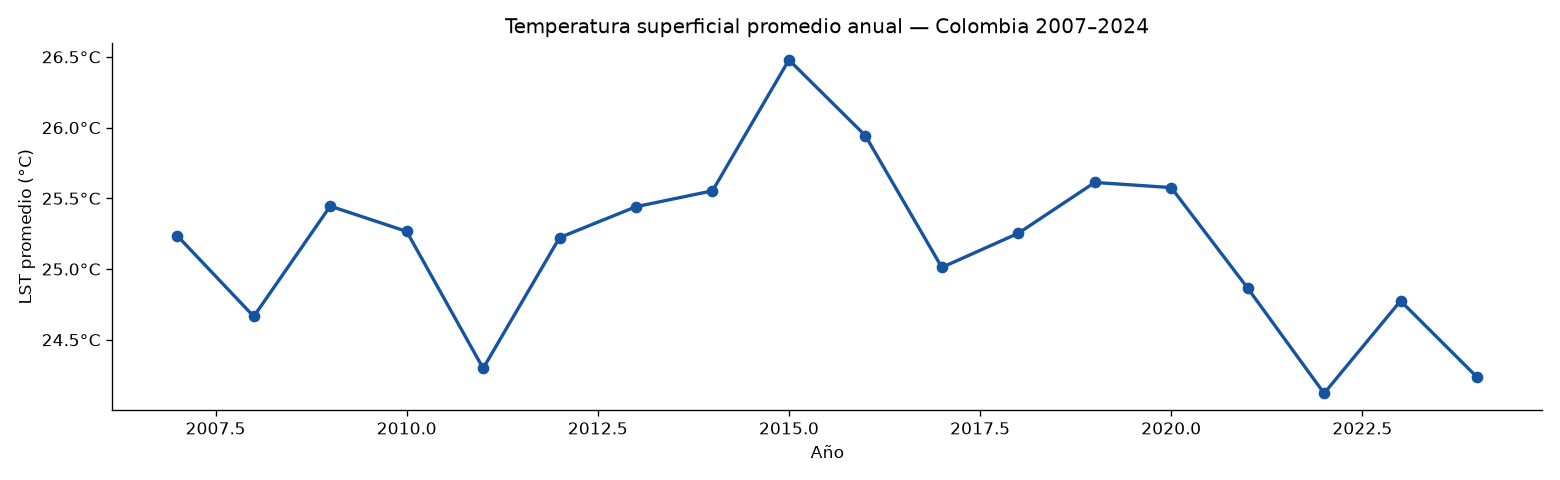 Temperatura superficial promedio anual — Colombia 2007–2024
26.5°C
26.0°C
25.5°C
25.0°C
24.5°C
LST promedio (°C)
2007.5 2010.0 2012.5 2015.0 2017.5 2020.0 2022.5
Año